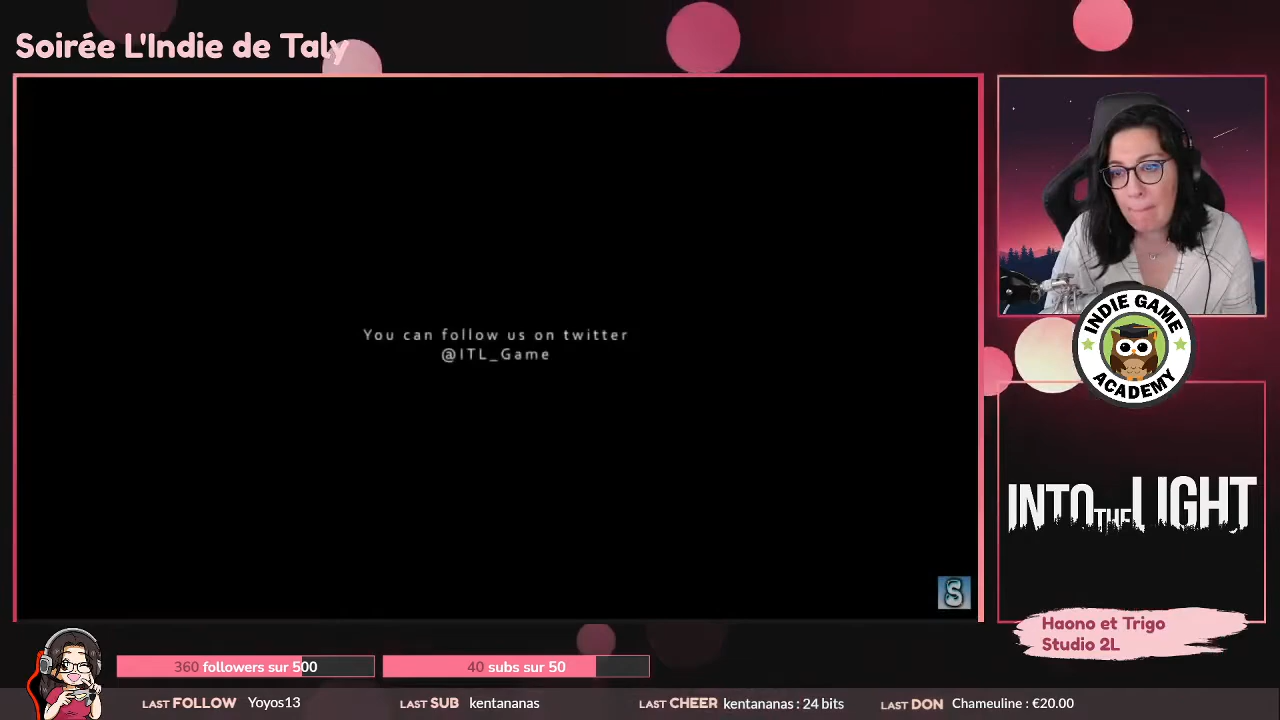 Soirée L'Indie de Taly
You can follow us on twitter
@ITL_Game
S
INDIE GAME
ACADEMY
INTO THE LIGHT
Haono et Trigo
Studio 2L
360 followers sur 500
40 subs sur 50
LAST FOLLOW Yoyos13
LAST SUB kentananas
LAST CHEER kentananas : 24 bits
LAST DON Chameuline : €20.00